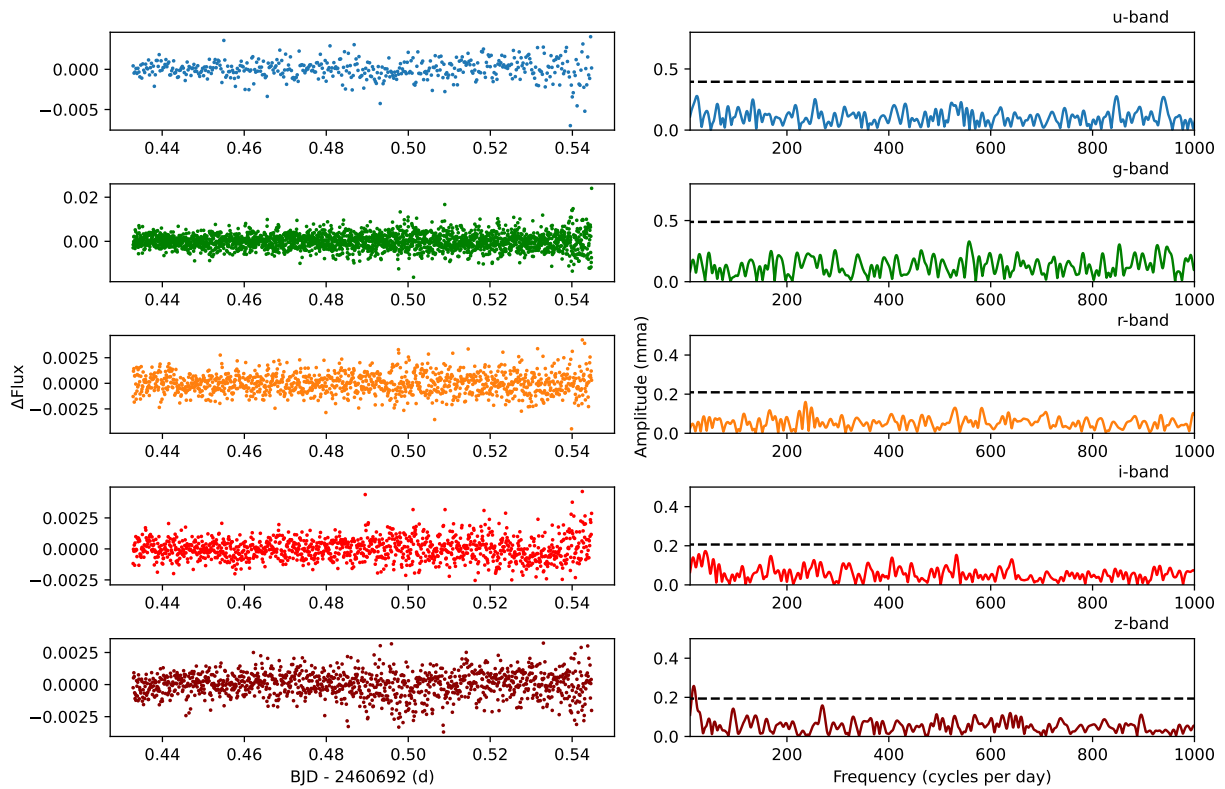 u-band
0.000
−0.005
0.44 0.46 0.48 0.50 0.52 0.54
0.5
0.0
200 400 600 800 1000
g-band
0.02
0.00
0.44 0.46 0.48 0.50 0.52 0.54
0.5
0.0
200 400 600 800 1000
r-band
ΔFlux
0.0025
0.0000
−0.0025
0.44 0.46 0.48 0.50 0.52 0.54
Amplitude (mma)
0.4
0.2
0.0
200 400 600 800 1000
i-band
0.0025
0.0000
−0.0025
0.44 0.46 0.48 0.50 0.52 0.54
0.4
0.2
0.0
200 400 600 800 1000
z-band
0.0025
0.0000
−0.0025
0.44 0.46 0.48 0.50 0.52 0.54
BJD - 2460692 (d)
0.4
0.2
0.0
200 400 600 800 1000
Frequency (cycles per day)